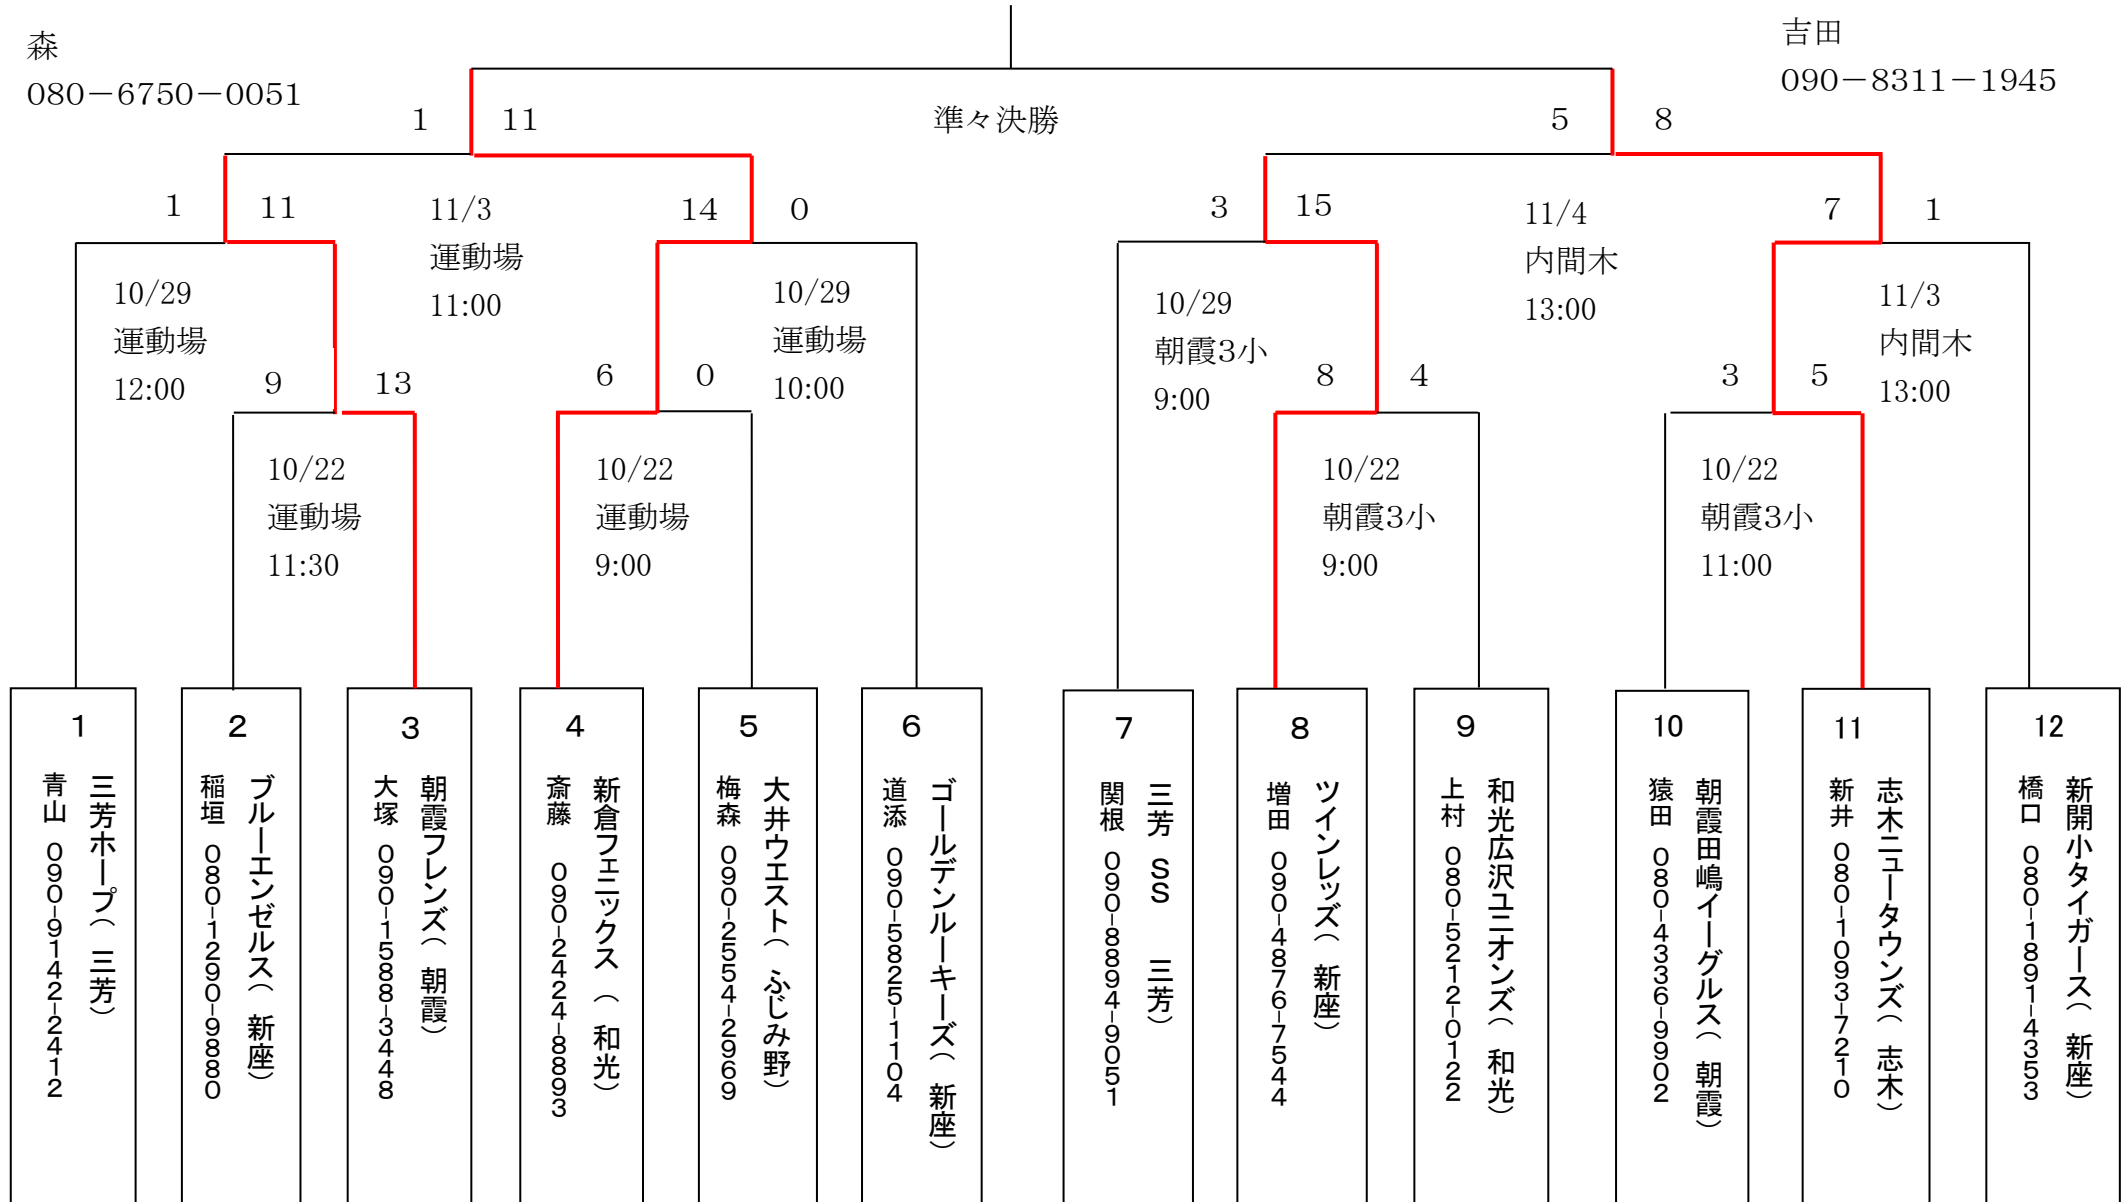 森
080－6750－0051
吉田
090－8311－1945
準々決勝
1 11
5 8
1 11
11/3
運動場
11:00
14 0
3 15
11/4
内間木
13:00
7 1
10/29
運動場
12:00
10/29
運動場
10:00
10/29
朝霞3小
9:00
11/3
内間木
13:00
9 13
6 0
8 4
3 5
10/22
運動場
11:30
10/22
運動場
9:00
10/22
朝霞3小
9:00
10/22
朝霞3小
11:00
1
三芳ホープ（三芳）
青山 090-9142-2412
2
ブルーエンゼルス（新座）
稲垣 080-1290-9880
3
朝霞フレンズ（朝霞）
大塚 090-1588-3448
4
新倉フェニックス（和光）
斎藤 090-2424-8893
5
大井ウエスト（ふじみ野）
梅森 090-2554-2969
6
ゴールデンルーキーズ（新座）
道添 090-5825-1104
7
三芳 SS 三芳）
関根 090-8894-9051
8
ツインレッズ（新座）
増田 090-4876-7544
9
和光広沢ユニオンズ（和光）
上村 080-5212-0122
10
朝霞田嶋イーグルス（朝霞）
猿田 080-4336-9902
11
志木ニュータウンズ（志木）
新井 080-1093-7210
12
新開小タイガース（新座）
橋口 080-1891-4353